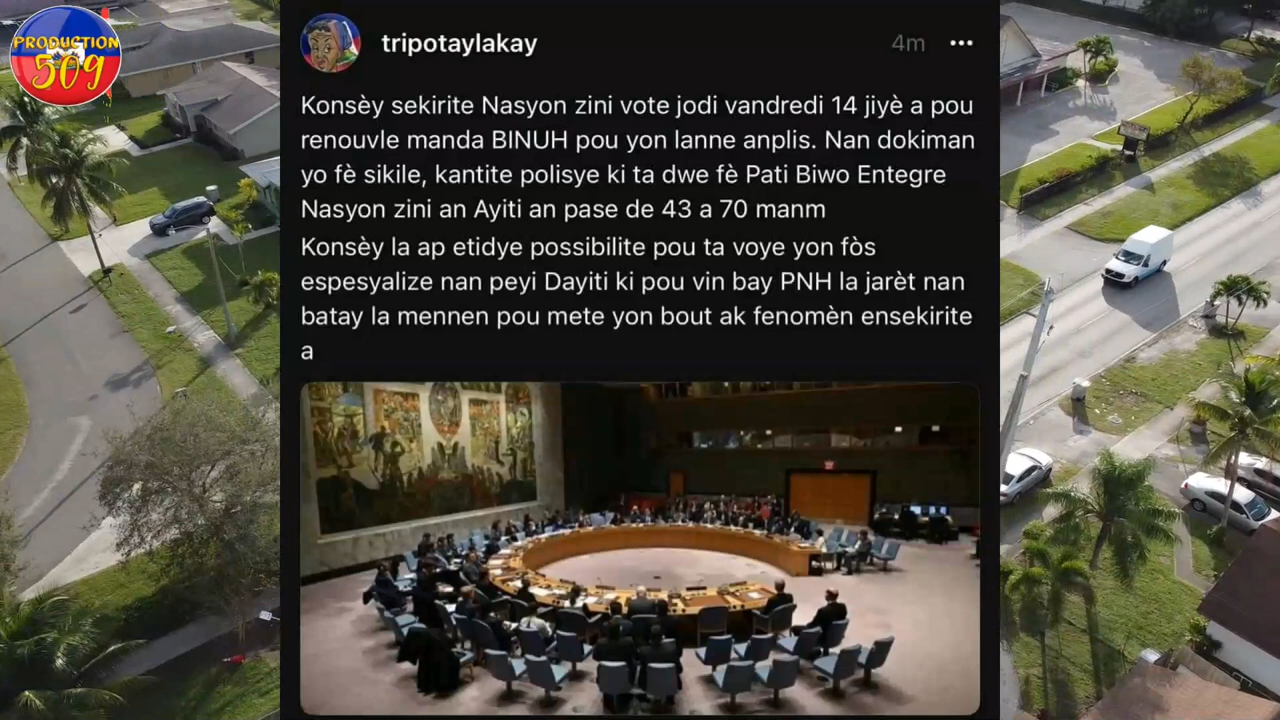 PRODUCTION
509
tripotaylakay
4m
Konsèy sekirite Nasyon zini vote jodi vandredi 14 jiyè a pou
renouvle manda BINUH pou yon lanne anplis. Nan dokiman
yo fè sikile, kantite polisye ki ta dwe fè Pati Biwo Entegre
Nasyon zini an Ayiti an pase de 43 a 70 manm
Konsèy la ap etidye possibilite pou ta voye yon fòs
espesyalize nan peyi Dayiti ki pou vin bay PNH la jarèt nan
batay la mennen pou mete yon bout ak fenomèn ensekirite
a